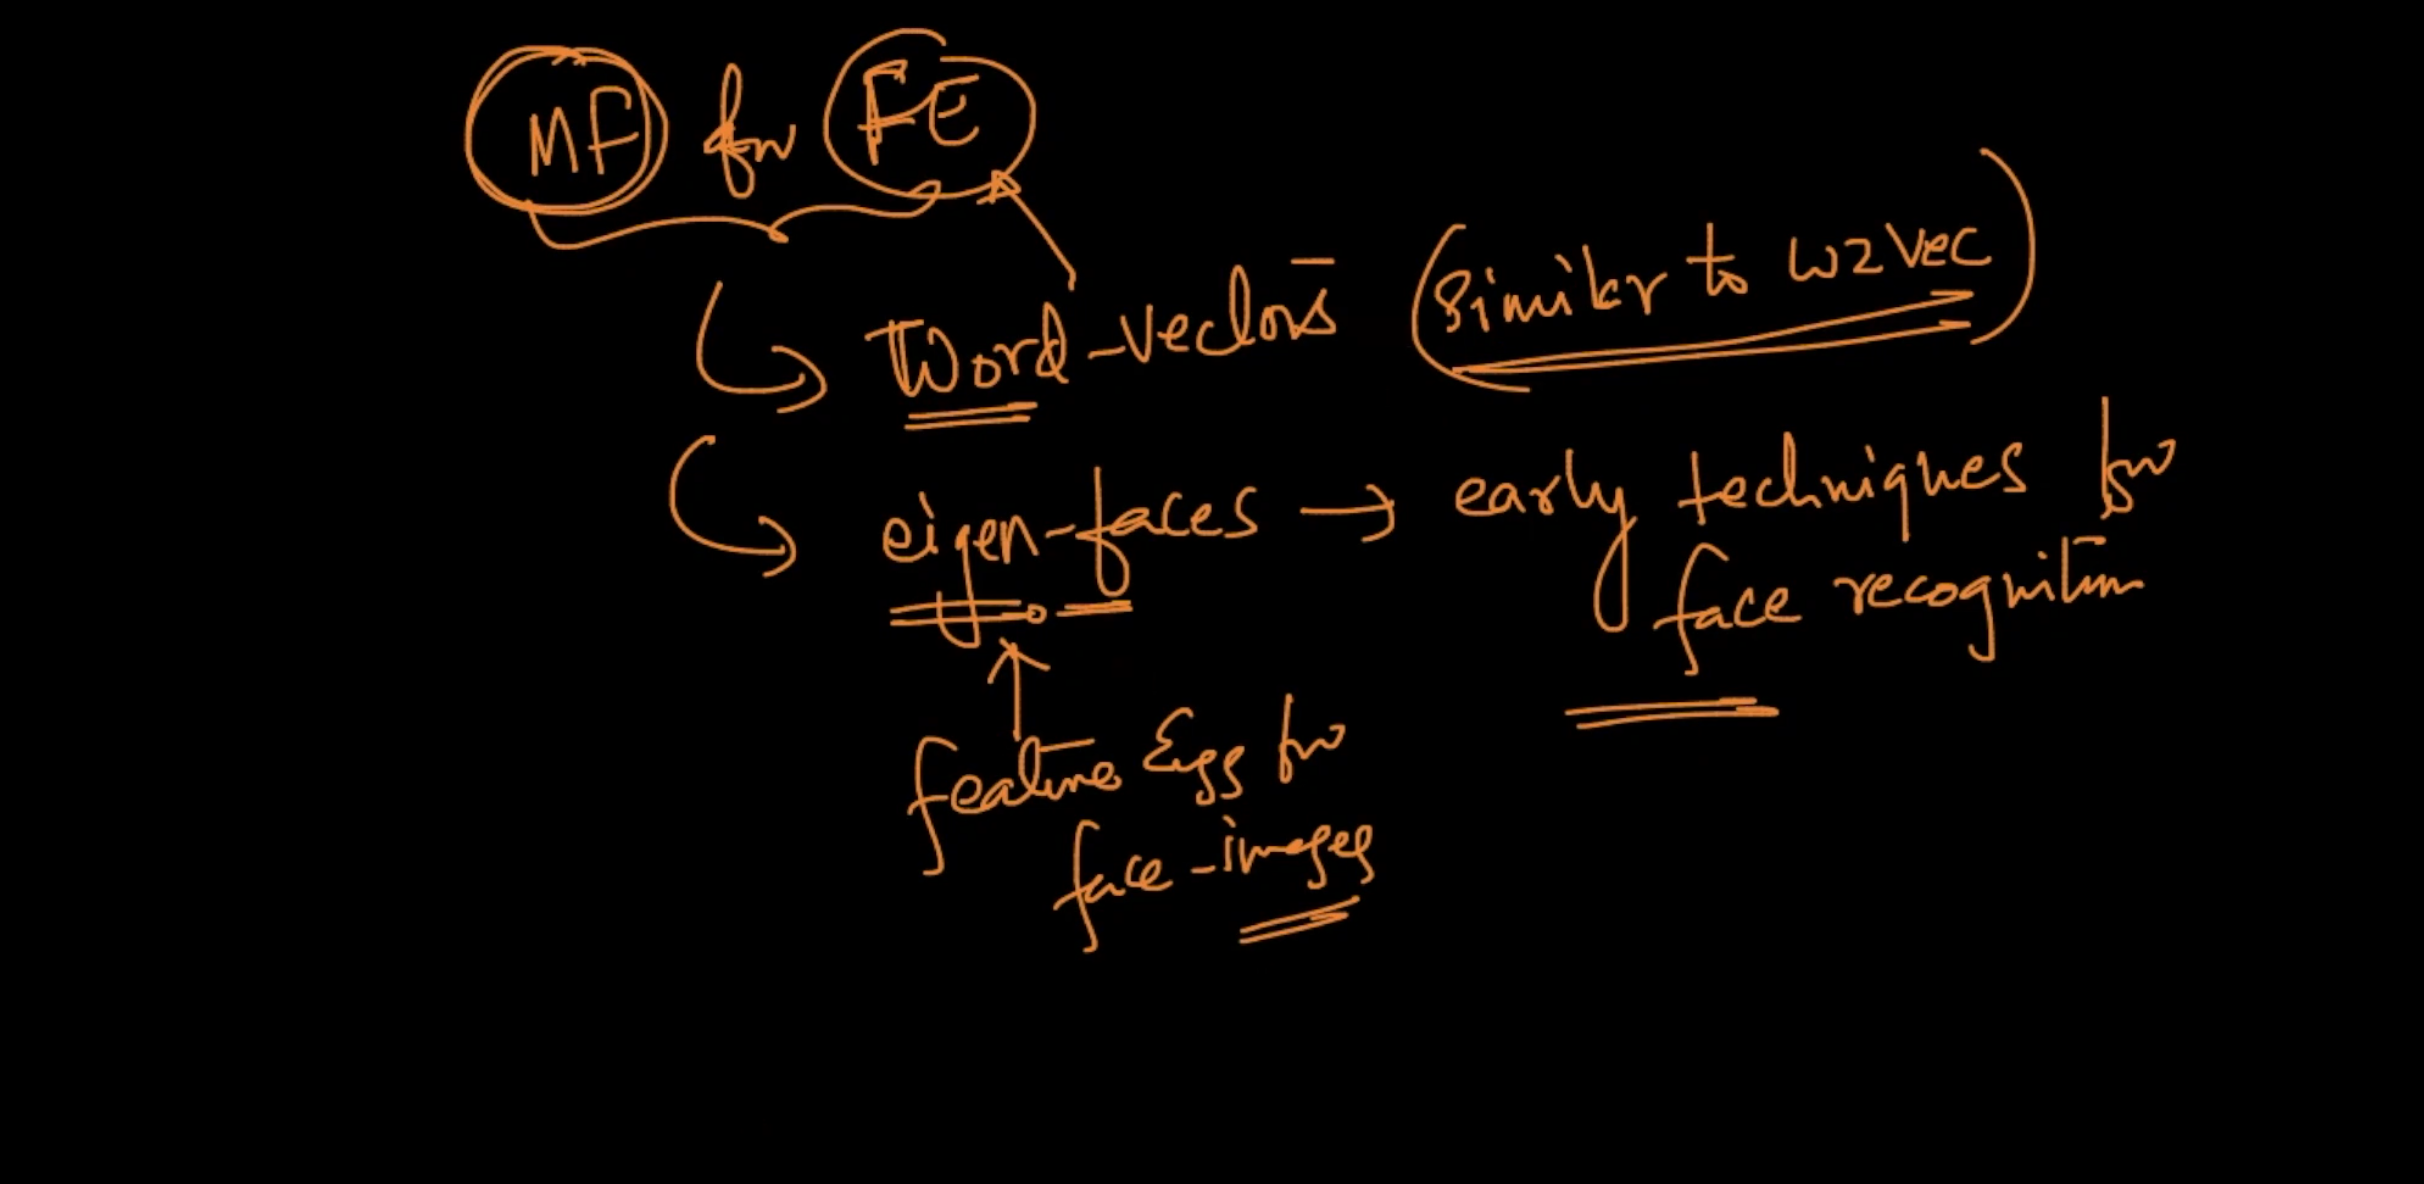 MF for FE
Word-vectors (Similar to W2Vec)
eigen-faces → early techniques for
face recognition
feature Egg for
face-images